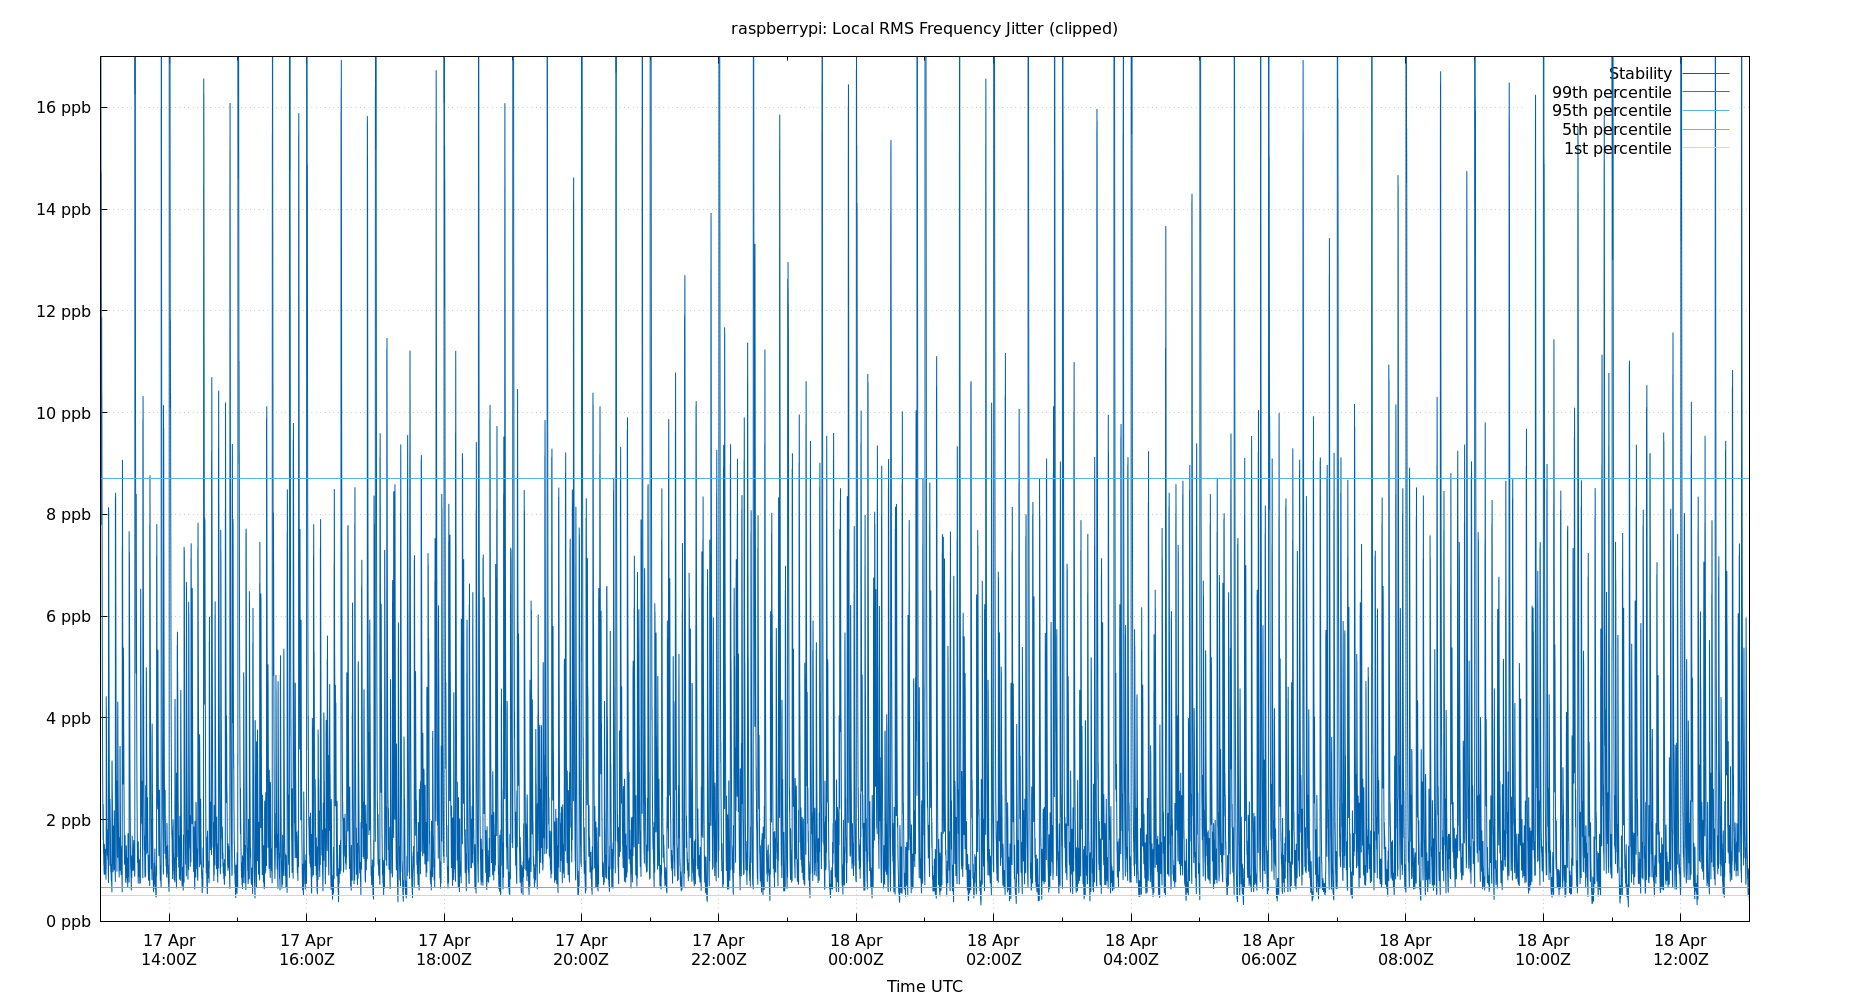 raspberrypi: Local RMS Frequency Jitter (clipped)
Stability
99th percentile
95th percentile
5th percentile
1st percentile
16 ppb
14 ppb
12 ppb
10 ppb
8 ppb
6 ppb
4 ppb
2 ppb
0 ppb
17 Apr 17 Apr 17 Apr 17 Apr 17 Apr 18 Apr 18 Apr 18 Apr 18 Apr 18 Apr 18 Apr 18 Apr
14:00Z 16:00Z 18:00Z 20:00Z 22:00Z 00:00Z 02:00Z 04:00Z 06:00Z 08:00Z 10:00Z 12:00Z
Time UTC